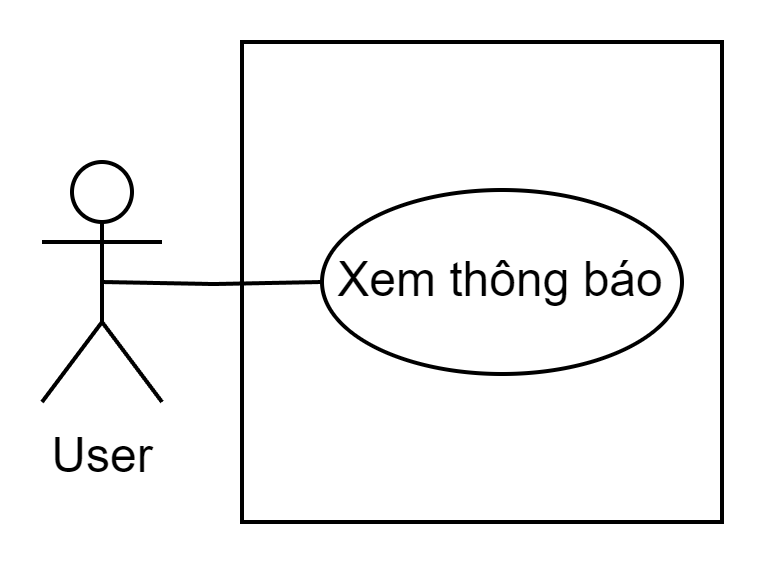 Xem thông báo
User